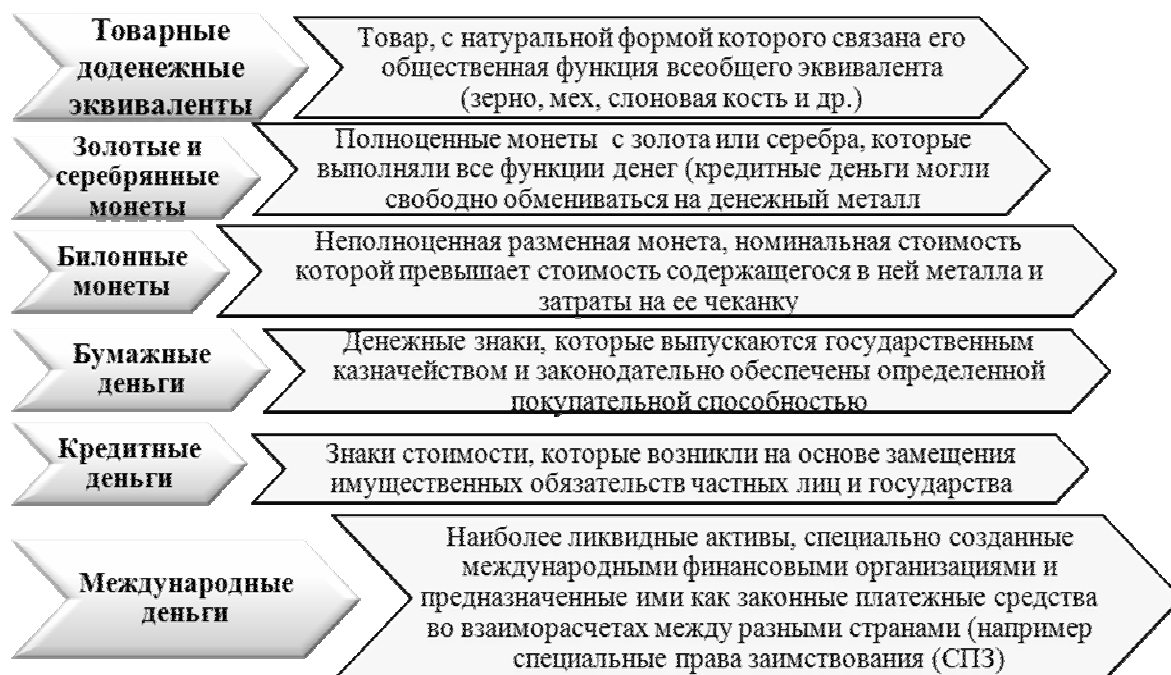 Товарные
доденежные
эквиваленты
Товар, с натуральной формой которого связана его
общественная функция всеобщего эквивалента
(зерно, мех, слоновая кость и др.)
Золотые и
серебрянные
монеты
Полноценные монеты с золота или серебра, которые
выполняли все функции денег (кредитные деньги могли
свободно обмениваться на денежный металл
Билонные
монеты
Неполноценная разменная монета, номинальная стоимость
которой превышает стоимость содержащегося в ней металла и
затраты на ее чеканку
Бумажные
деньги
Денежные знаки, которые выпускаются государственным
казначейством и законодательно обеспечены определенной
покупательной способностью
Кредитные
деньги
Знаки стоимости, которые возникли на основе замещения
имущественных обязательств частных лиц и государства
Международные
деньги
Наиболее ликвидные активы, специально созданные
международными финансовыми организациями и
предназначенные ими как законные платежные средства
во взаиморасчетах между разными странами (например
специальные права заимствования (СПЗ)